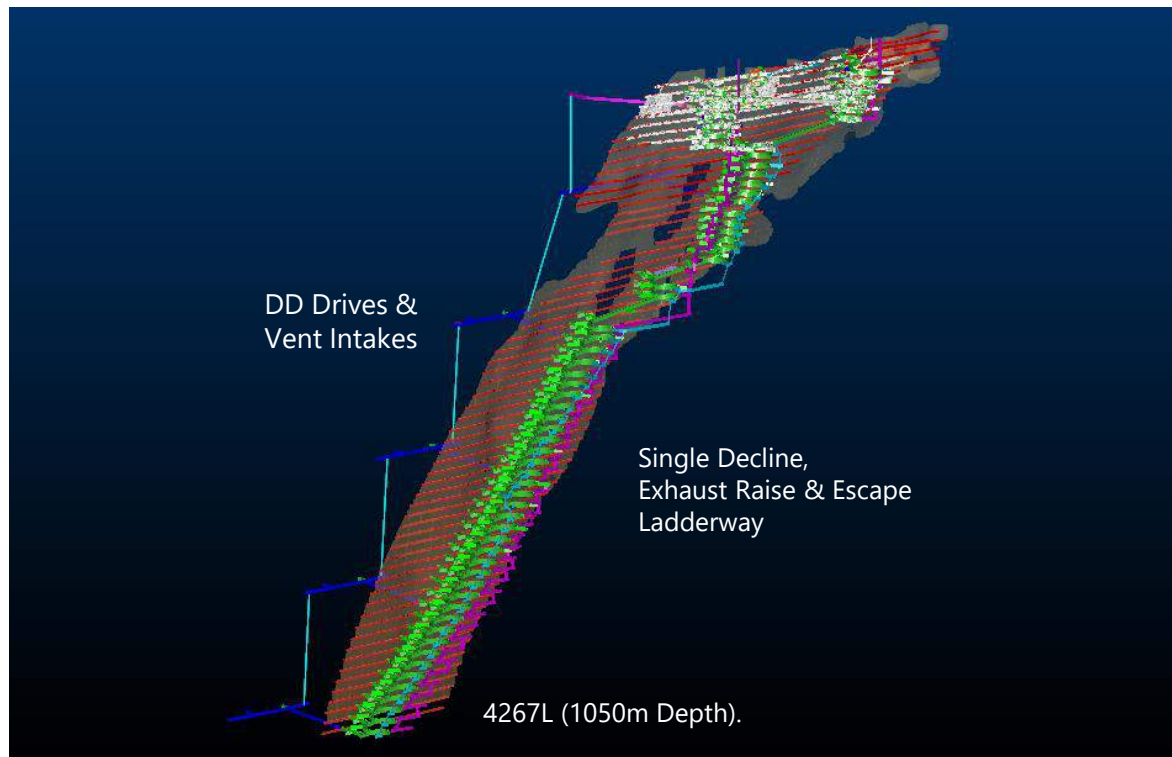 DD Drives &
Vent Intakes
Single Decline,
Exhaust Raise & Escape
Ladderway
4267L (1050m Depth).